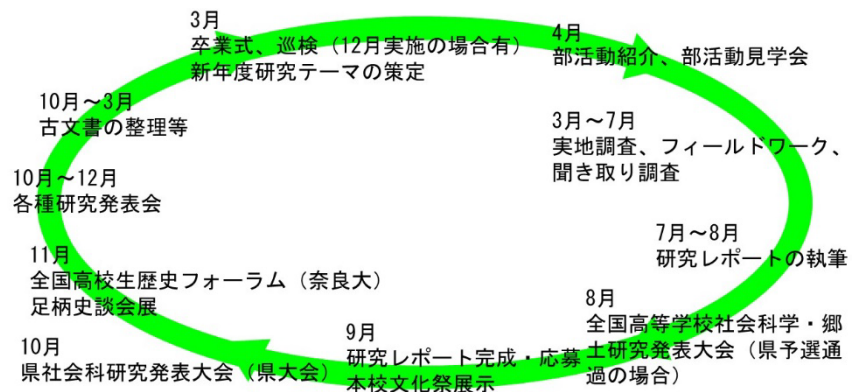 3月
卒業式、巡検（12月実施の場合有）
新年度研究テーマの策定
4月
部活動紹介、部活動見学会
3月～7月
実地調査、フィールドワーク、
聞き取り調査
7月～8月
研究レポートの執筆
8月
全国高等学校社会科学・郷
土研究発表大会（県予選通
過の場合）
9月
研究レポート完成・応募
本校文化祭展示
10月
県社会科研究発表大会（県大会）
11月
全国高校生歴史フォーラム（奈良大）
足柄史談会展
10月～12月
各種研究発表会
10月～3月
古文書の整理等